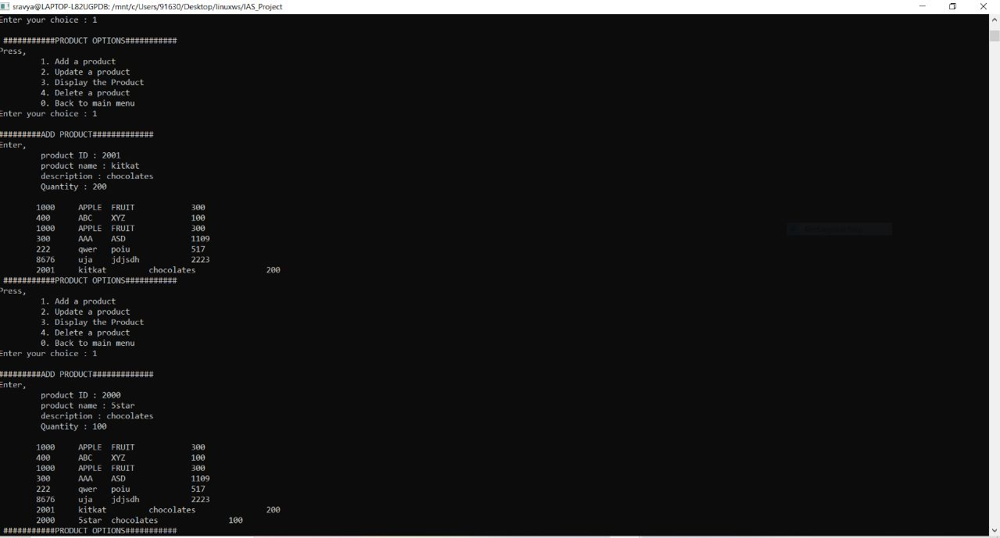 sravya@LAPTOP-L82UGPDB: /mnt/c/Users/91630/Desktop/linuxws/IAS_Project
Enter your choice : 1
###########PRODUCT OPTIONS###########
Press,
1. Add a product
2. Update a product
3. Display the Product
4. Delete a product
0. Back to main menu
Enter your choice : 1
#########ADD PRODUCT#############
Enter,
product ID : 2001
product name : kitkat
description : chocolates
Quantity : 200
1000 APPLE FRUIT 300
400 ABC XYZ 100
1000 APPLE FRUIT 300
300 AAA ASD 1109
222 qwer poiu 517
8676 uja jdjsdh 2223
2001 kitkat chocolates 200
###########PRODUCT OPTIONS###########
Press,
1. Add a product
2. Update a product
3. Display the Product
4. Delete a product
0. Back to main menu
Enter your choice : 1
#########ADD PRODUCT#############
Enter,
product ID : 2000
product name : 5star
description : chocolates
Quantity : 100
1000 APPLE FRUIT 300
400 ABC XYZ 100
1000 APPLE FRUIT 300
300 AAA ASD 1109
222 qwer poiu 517
8676 uja jdjsdh 2223
2001 kitkat chocolates 200
2000 5star chocolates 100
###########PRODUCT OPTIONS###########